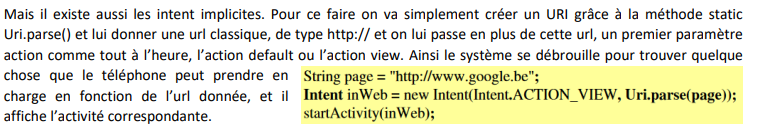 Mais il existe aussi les intent implicites. Pour ce faire on va simplement créer un URI grâce à la méthode static
Uri.parse() et lui donner une url classique, de type http:// et on lui passe en plus de cette url, un premier paramètre
action comme tout à l'heure, l'action default ou l'action view. Ainsi le système se débrouille pour trouver quelque
chose que le téléphone peut prendre en
charge en fonction de l'url donnée, et il
affiche l'activité correspondante.
String page = "http://www.google.be";
Intent inWeb = new Intent(Intent.ACTION_VIEW, Uri.parse(page));
startActivity(inWeb);